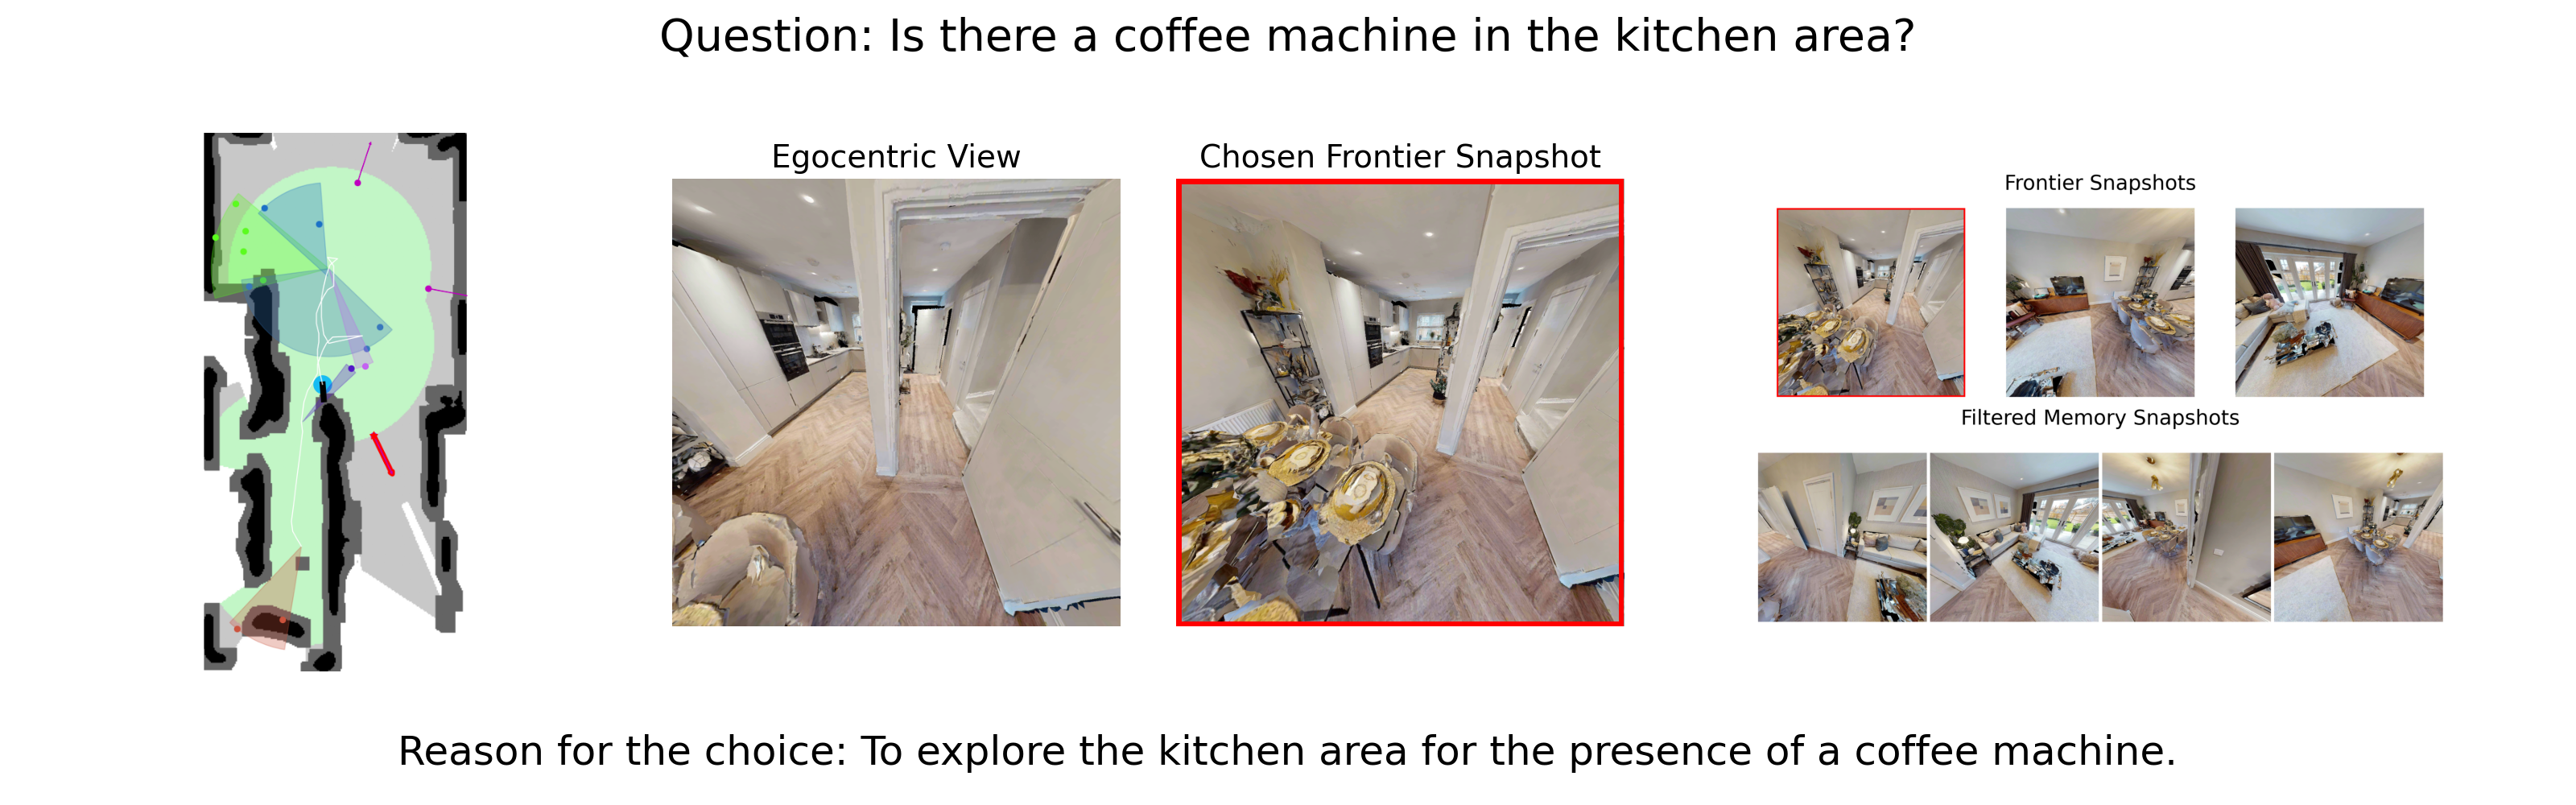 Question: Is there a coffee machine in the kitchen area?
Egocentric View
Chosen Frontier Snapshot
Frontier Snapshots
Filtered Memory Snapshots
Reason for the choice: To explore the kitchen area for the presence of a coffee machine.